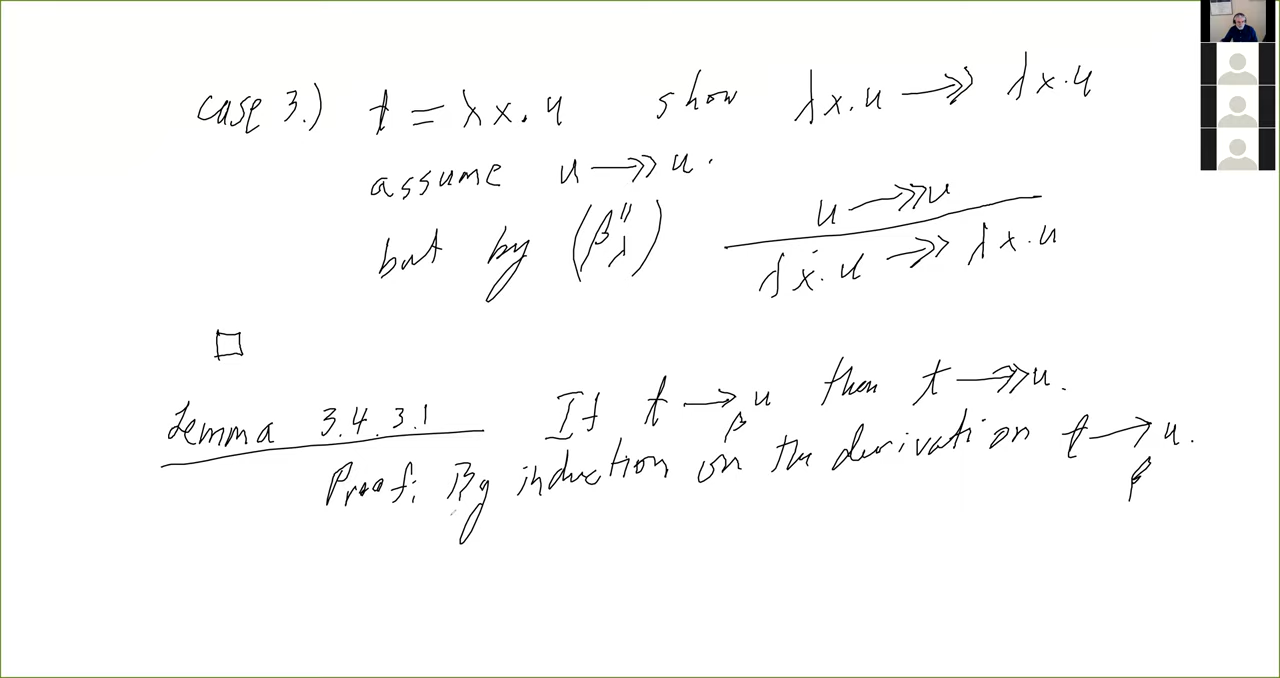 case 3.) t = λx.u show λx.u →» λx.u
assume u →» u.
but by (β''λ) u →» u
λx.u →» λx.u
□
Lemma 3.4.3.1 If t →β u then t →» u.
Proof: By induction on the derivation t →β u.